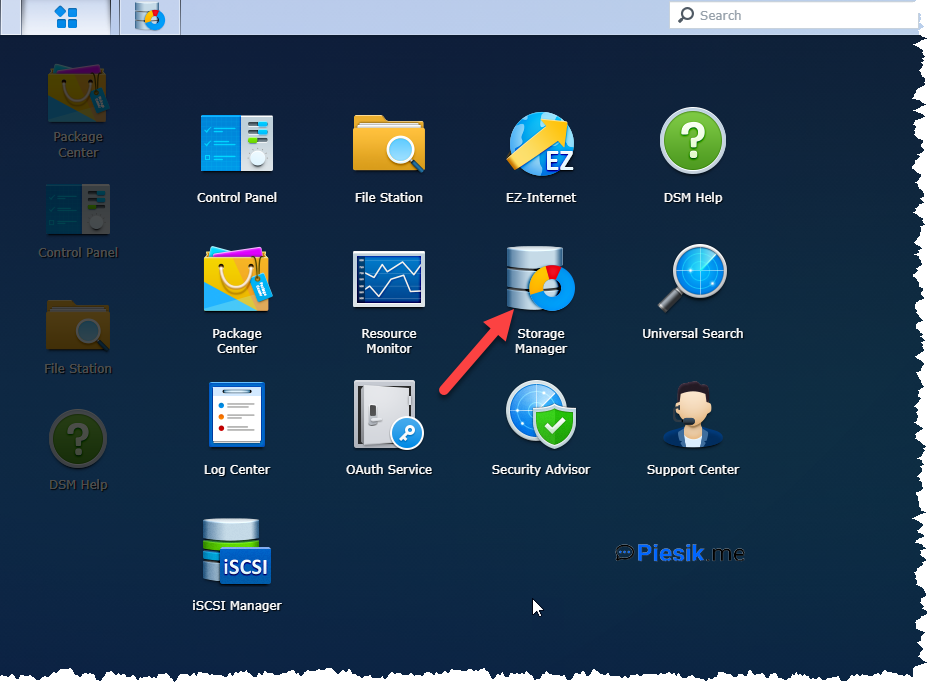 Search
Package
Center
Control Panel
File Station
DSM Help
Control Panel
File Station
EZ
EZ-Internet
DSM Help
Package
Center
Resource
Monitor
Storage
Manager
Universal Search
Log Center
OAuth Service
Security Advisor
Support Center
iSCSI
iSCSI Manager
Piesik.me